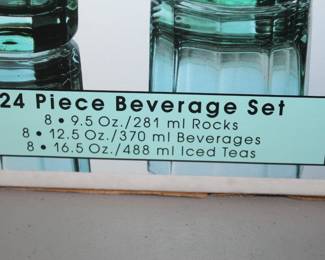 24 Piece Beverage Set
8 • 9.5 Oz./281 ml Rocks
8 • 12.5 Oz./370 ml Beverages
8 • 16.5 Oz./488 ml Iced Teas